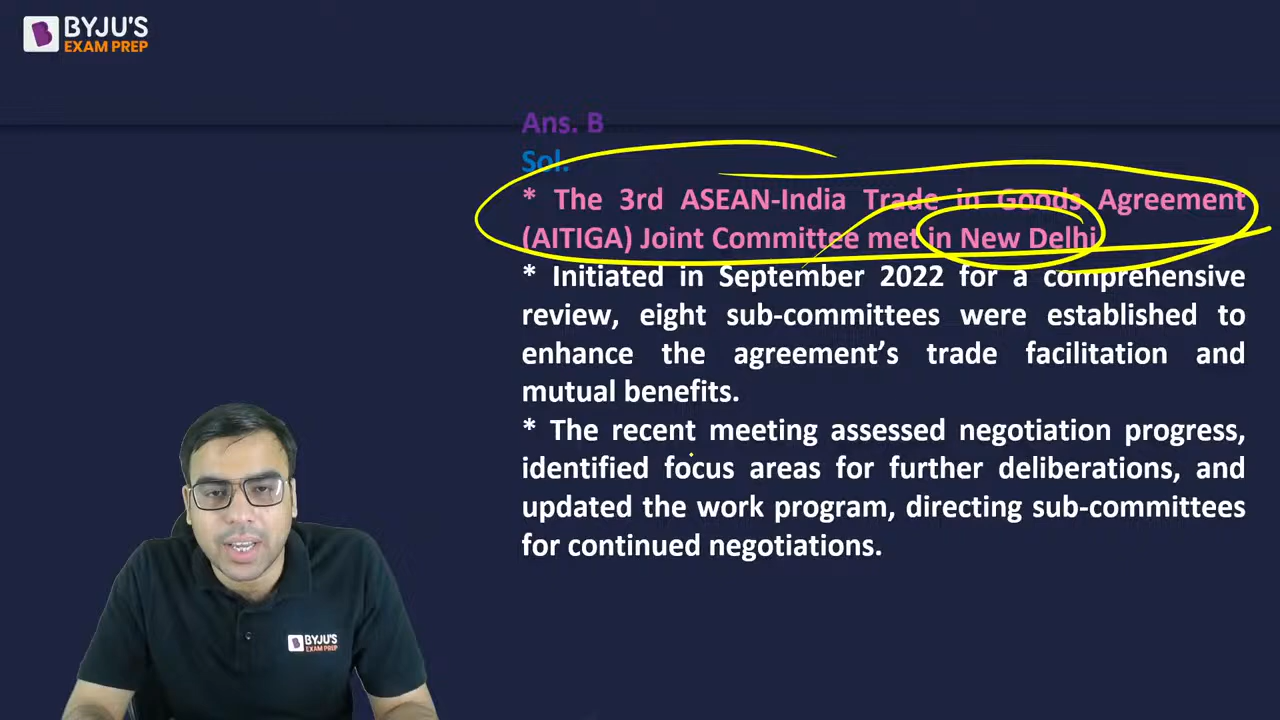 BYJU'S
EXAM PREP
Ans. B
Sol.
* The 3rd ASEAN-India Trade in Goods Agreement
(AITIGA) Joint Committee met in New Delhi
* Initiated in September 2022 for a comprehensive
review, eight sub-committees were established to
enhance the agreement’s trade facilitation and
mutual benefits.
* The recent meeting assessed negotiation progress,
identified focus areas for further deliberations, and
updated the work program, directing sub-committees
for continued negotiations.
BYJU'S
EXAM PREP